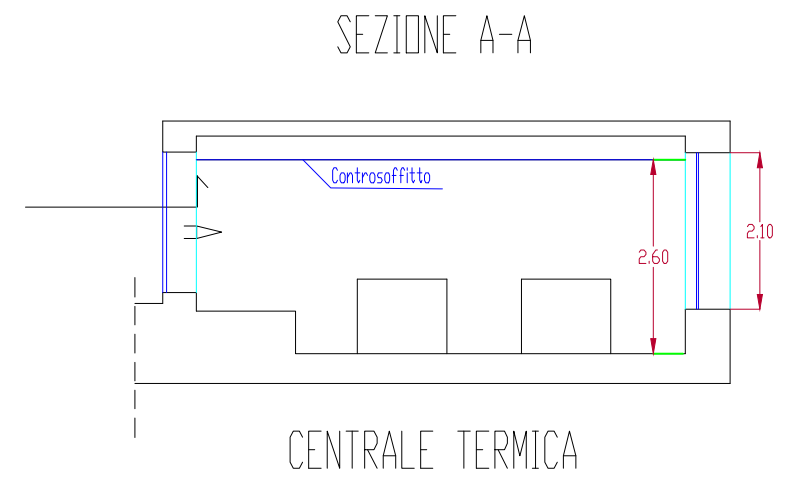 SEZIONE A-A
Controsoffitto
2.10
2.60
CENTRALE TERMICA